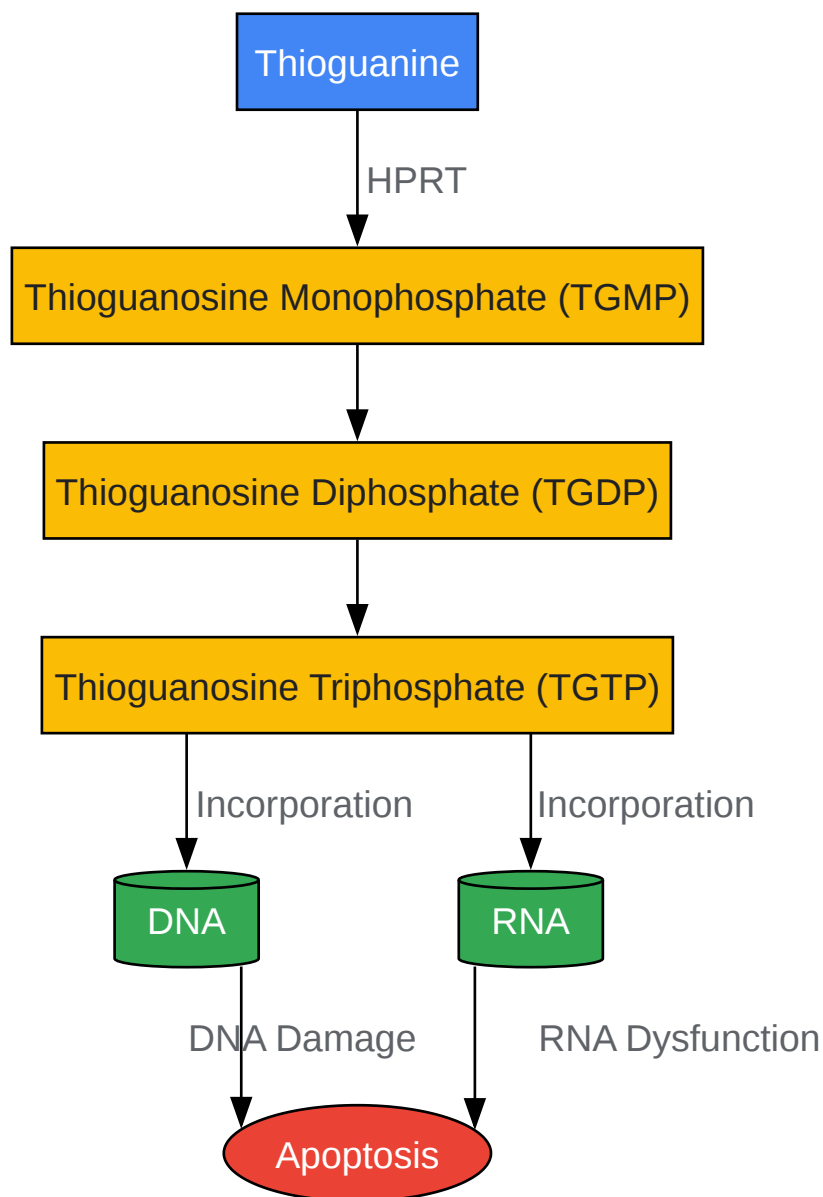 Thioguanine
HPRT
Thioguanosine Monophosphate (TGMP)
Thioguanosine Diphosphate (TGDP)
Thioguanosine Triphosphate (TGTP)
Incorporation
Incorporation
DNA
RNA
DNA Damage
RNA Dysfunction
Apoptosis